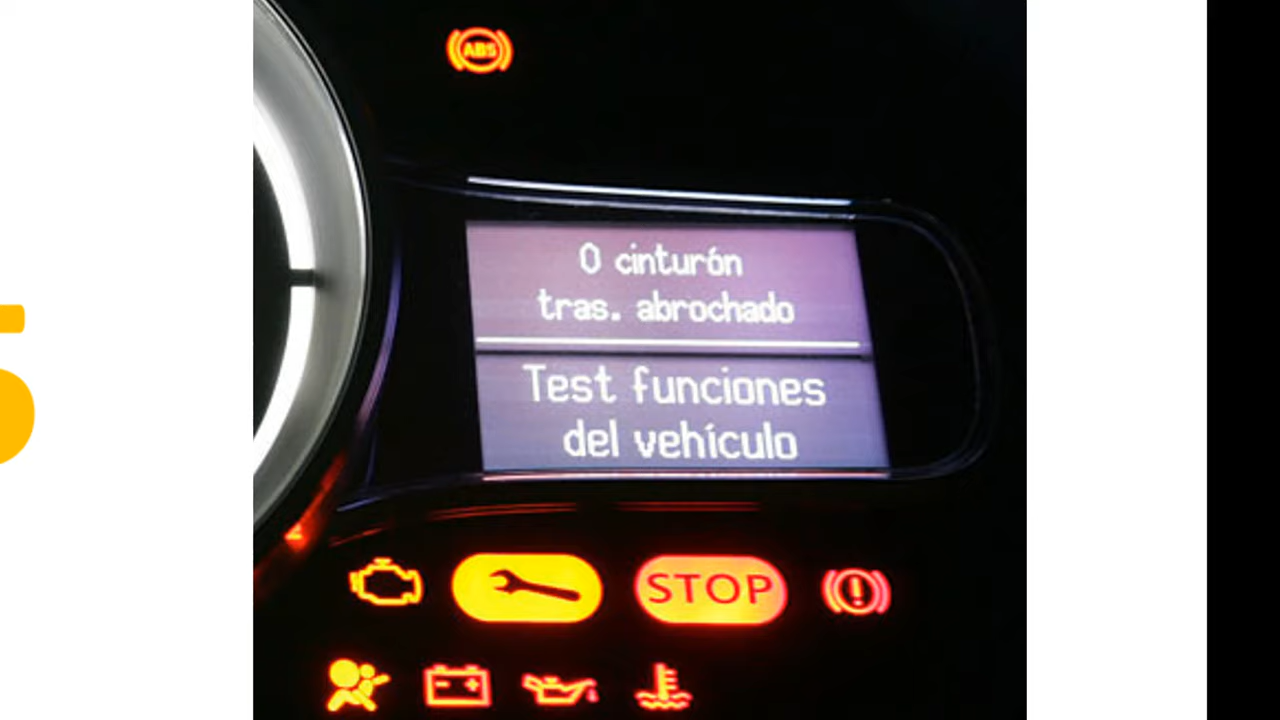 ABS
0 cinturón
tras. abrochado
Test funciones
del vehículo
STOP